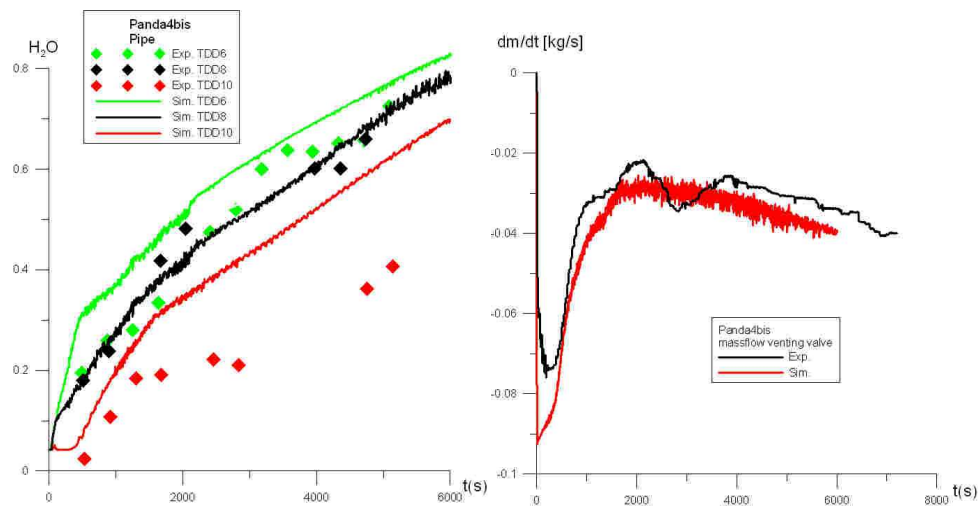 Panda4bis
Pipe
Exp. TDD6
Exp. TDD8
Exp. TDD10
Sim. TDD6
Sim. TDD8
Sim. TDD10
H₂O
0.8
0.6
0.4
0.2
0
0
2000
4000
6000
t(s)
dm/dt [kg/s]
0
-0.02
-0.04
-0.06
-0.08
-0.1
Panda4bis
massflow venting valve
Exp.
Sim.
0
2000
4000
6000
8000
t(s)